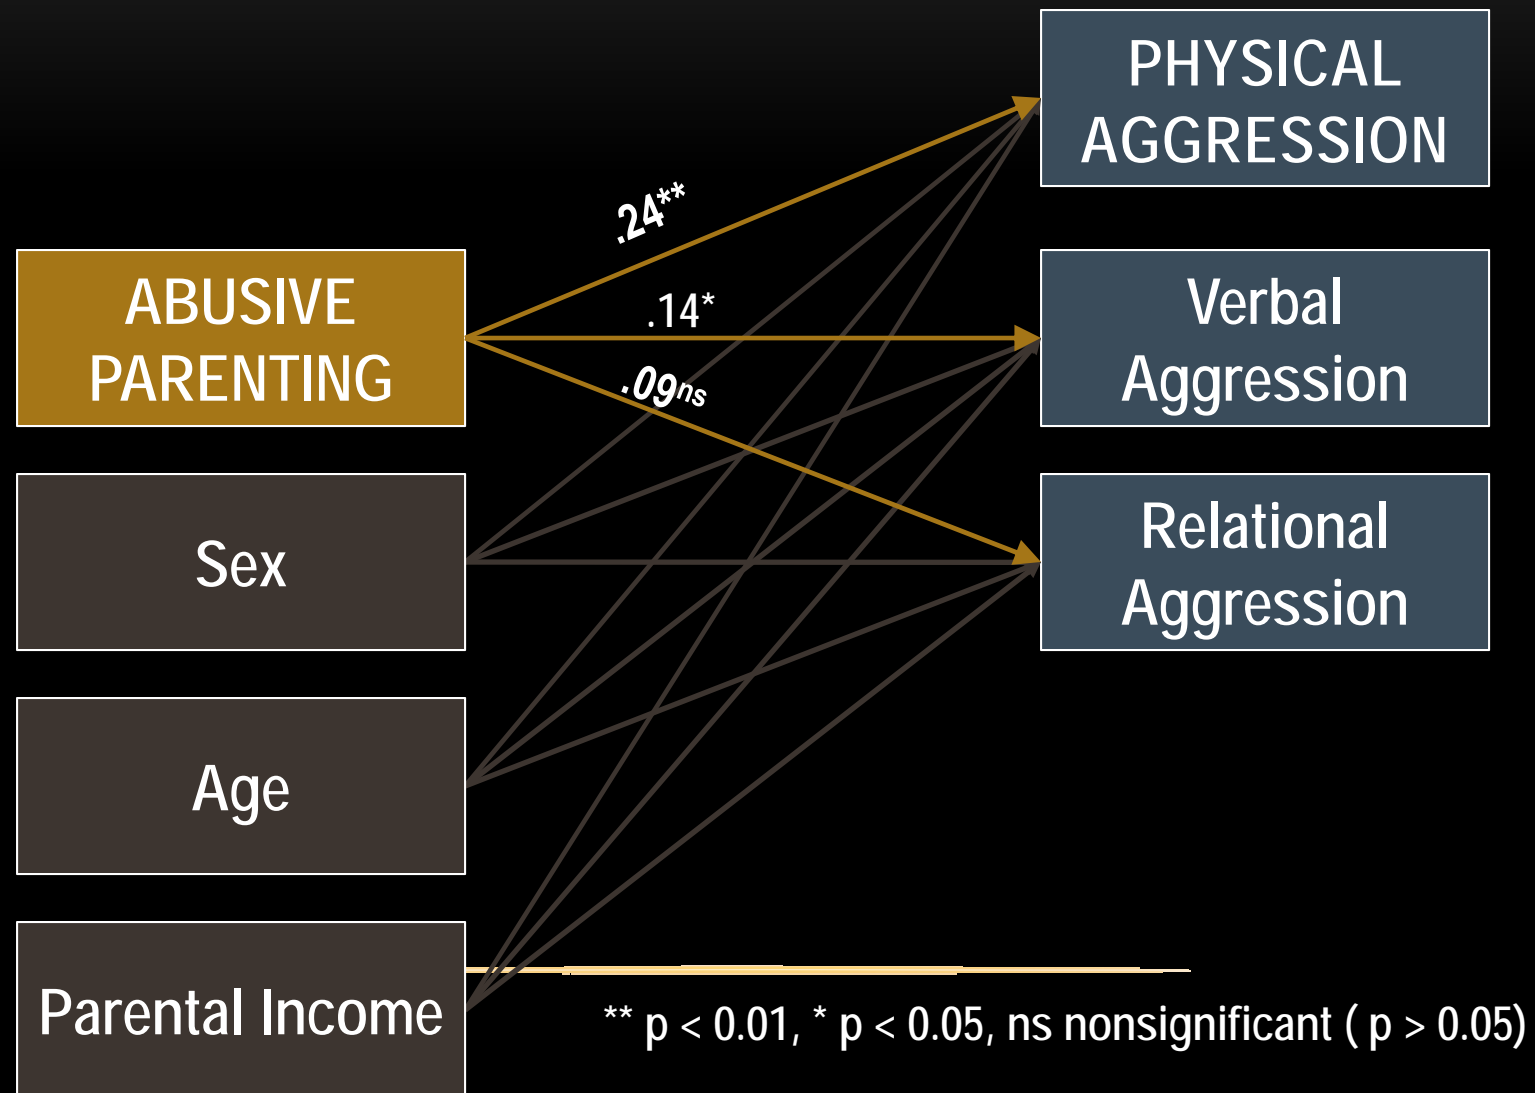 PHYSICAL
AGGRESSION
.24**
ABUSIVE
PARENTING
.14*
Verbal
Aggression
.09ns
Sex
Relational
Aggression
Age
Parental Income
** p < 0.01, * p < 0.05, ns nonsignificant ( p > 0.05)